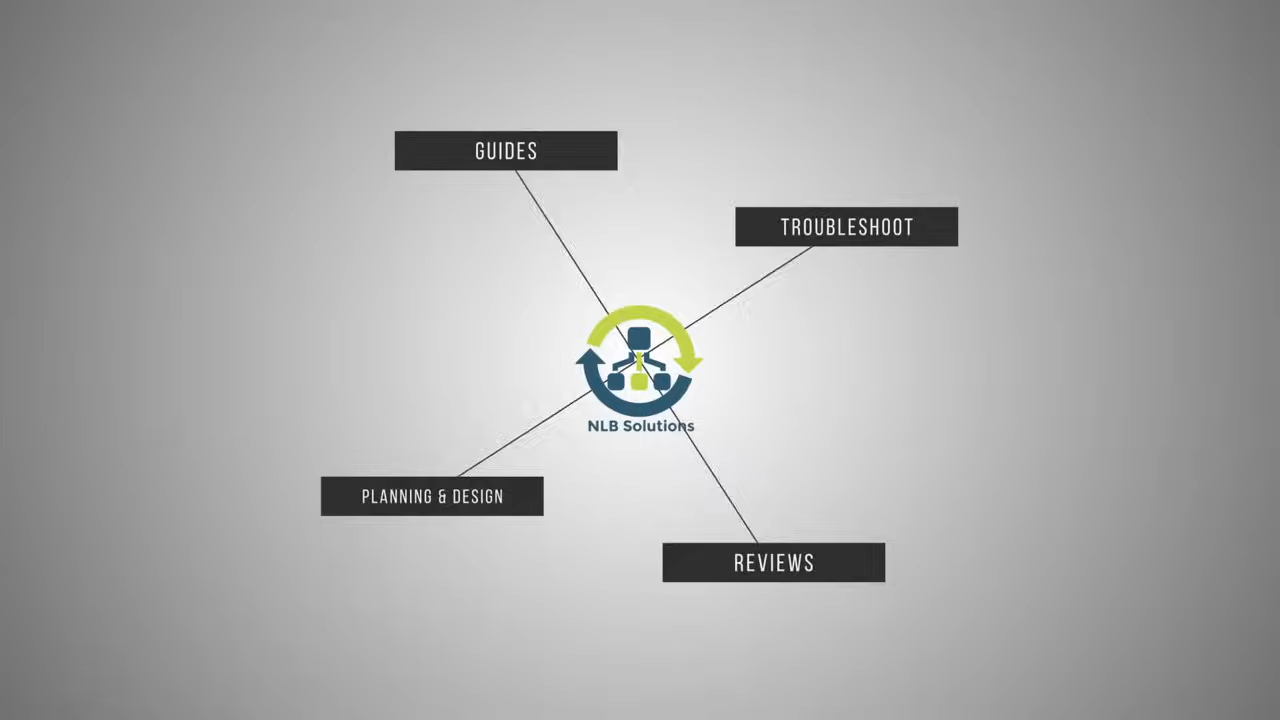 GUIDES
TROUBLESHOOT
NLB Solutions
PLANNING & DESIGN
REVIEWS